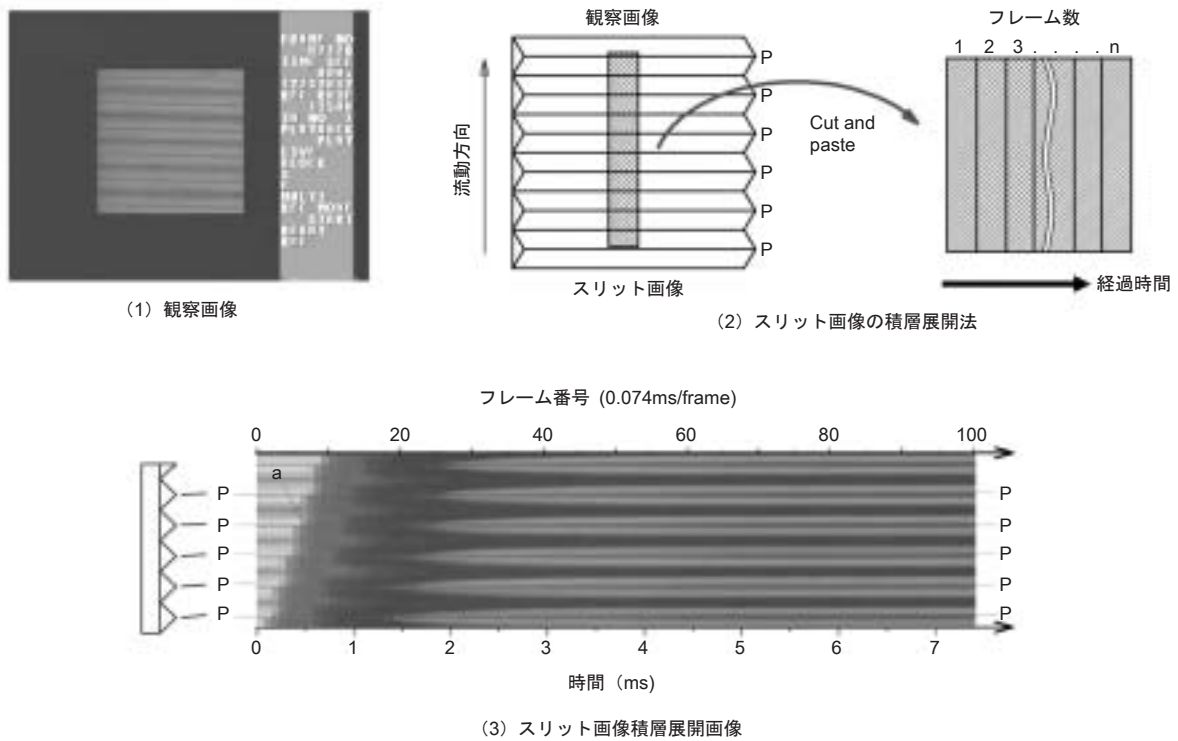 観察画像
フレーム数
1 2 3 . . . . n
P
P
P
P
P
P
流動方向
Cut and
paste
スリット画像
経過時間
(1) 観察画像
(2) スリット画像の積層展開法
フレーム番号 (0.074ms/frame)
0 20 40 60 80 100
a
P P
P P
P P
P P
P P
0 1 2 3 4 5 6 7
時間 (ms)
(3) スリット画像積層展開画像